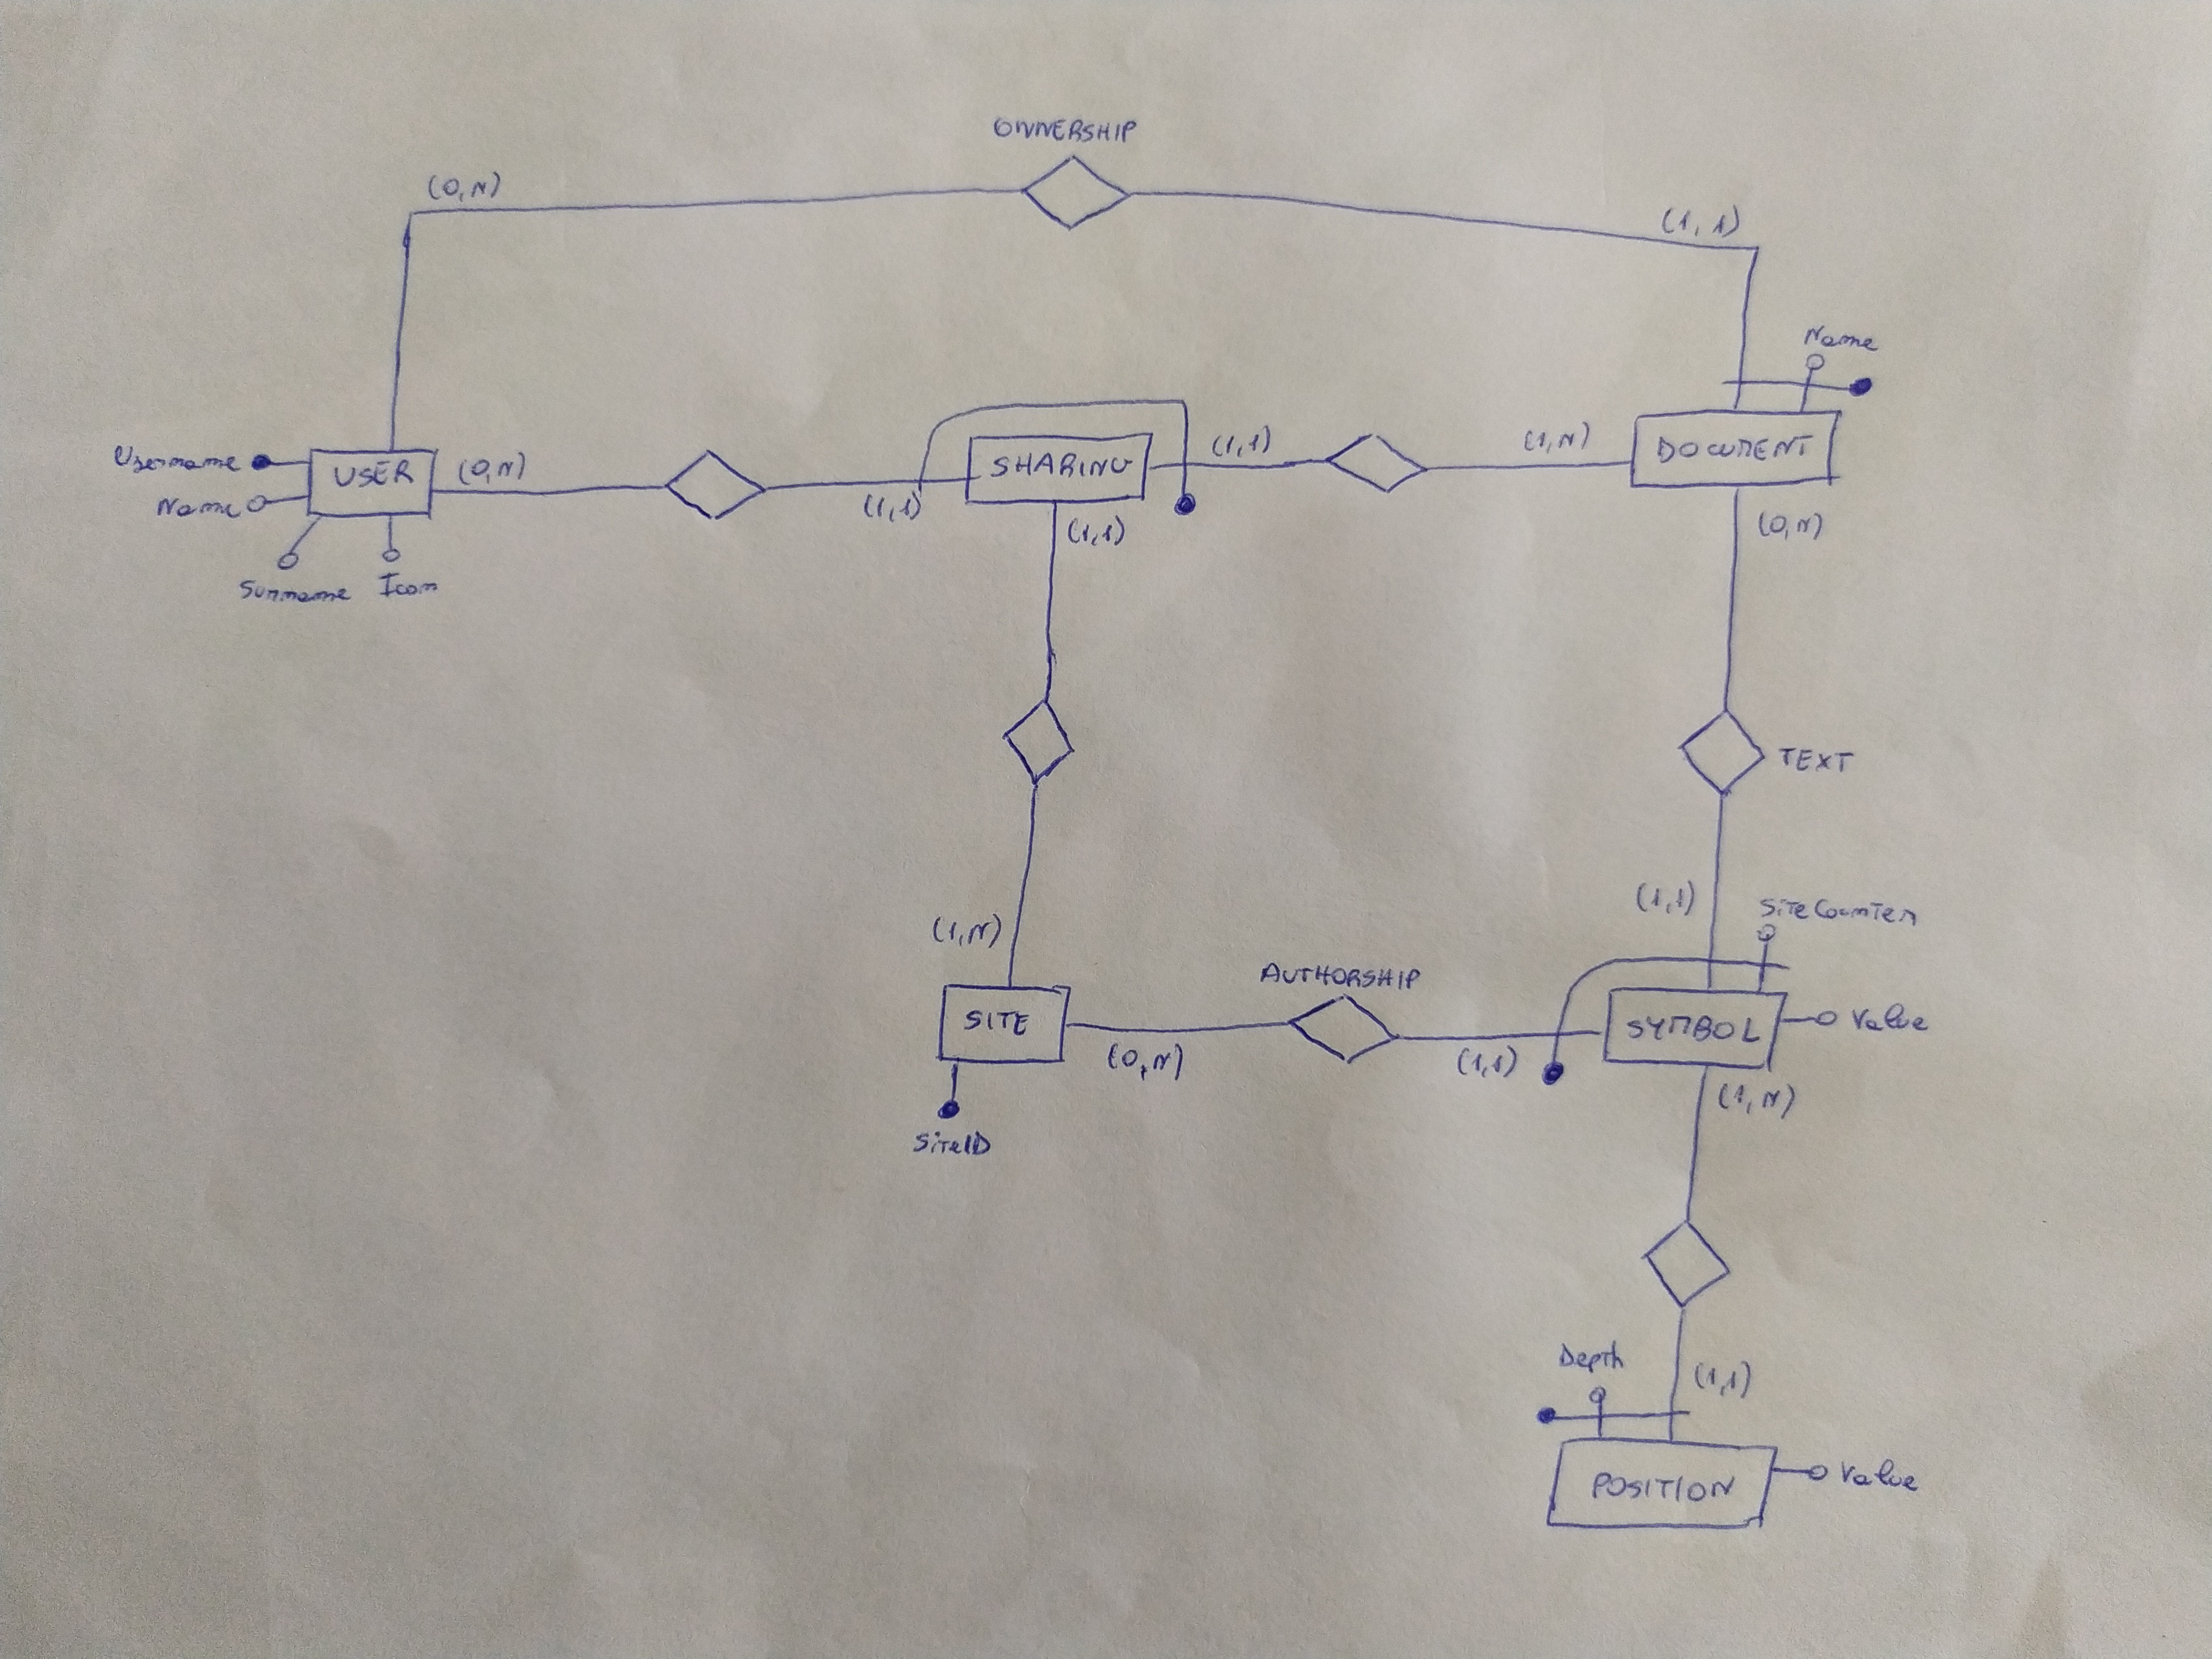 OWNERSHIP
(0,N)
(1,1)
Name
Username
USER
(0,N)
(1,1)
SHARING
(1,1)
(1,N)
DOCUMENT
Name
Surname
Icon
(1,1)
(0,N)
TEXT
(1,N)
(1,1)
SiteCounter
SITE
AUTHORSHIP
(0,N)
(1,1)
SYMBOL
Value
(1,N)
SiteID
Depth
(1,1)
POSITION
Value